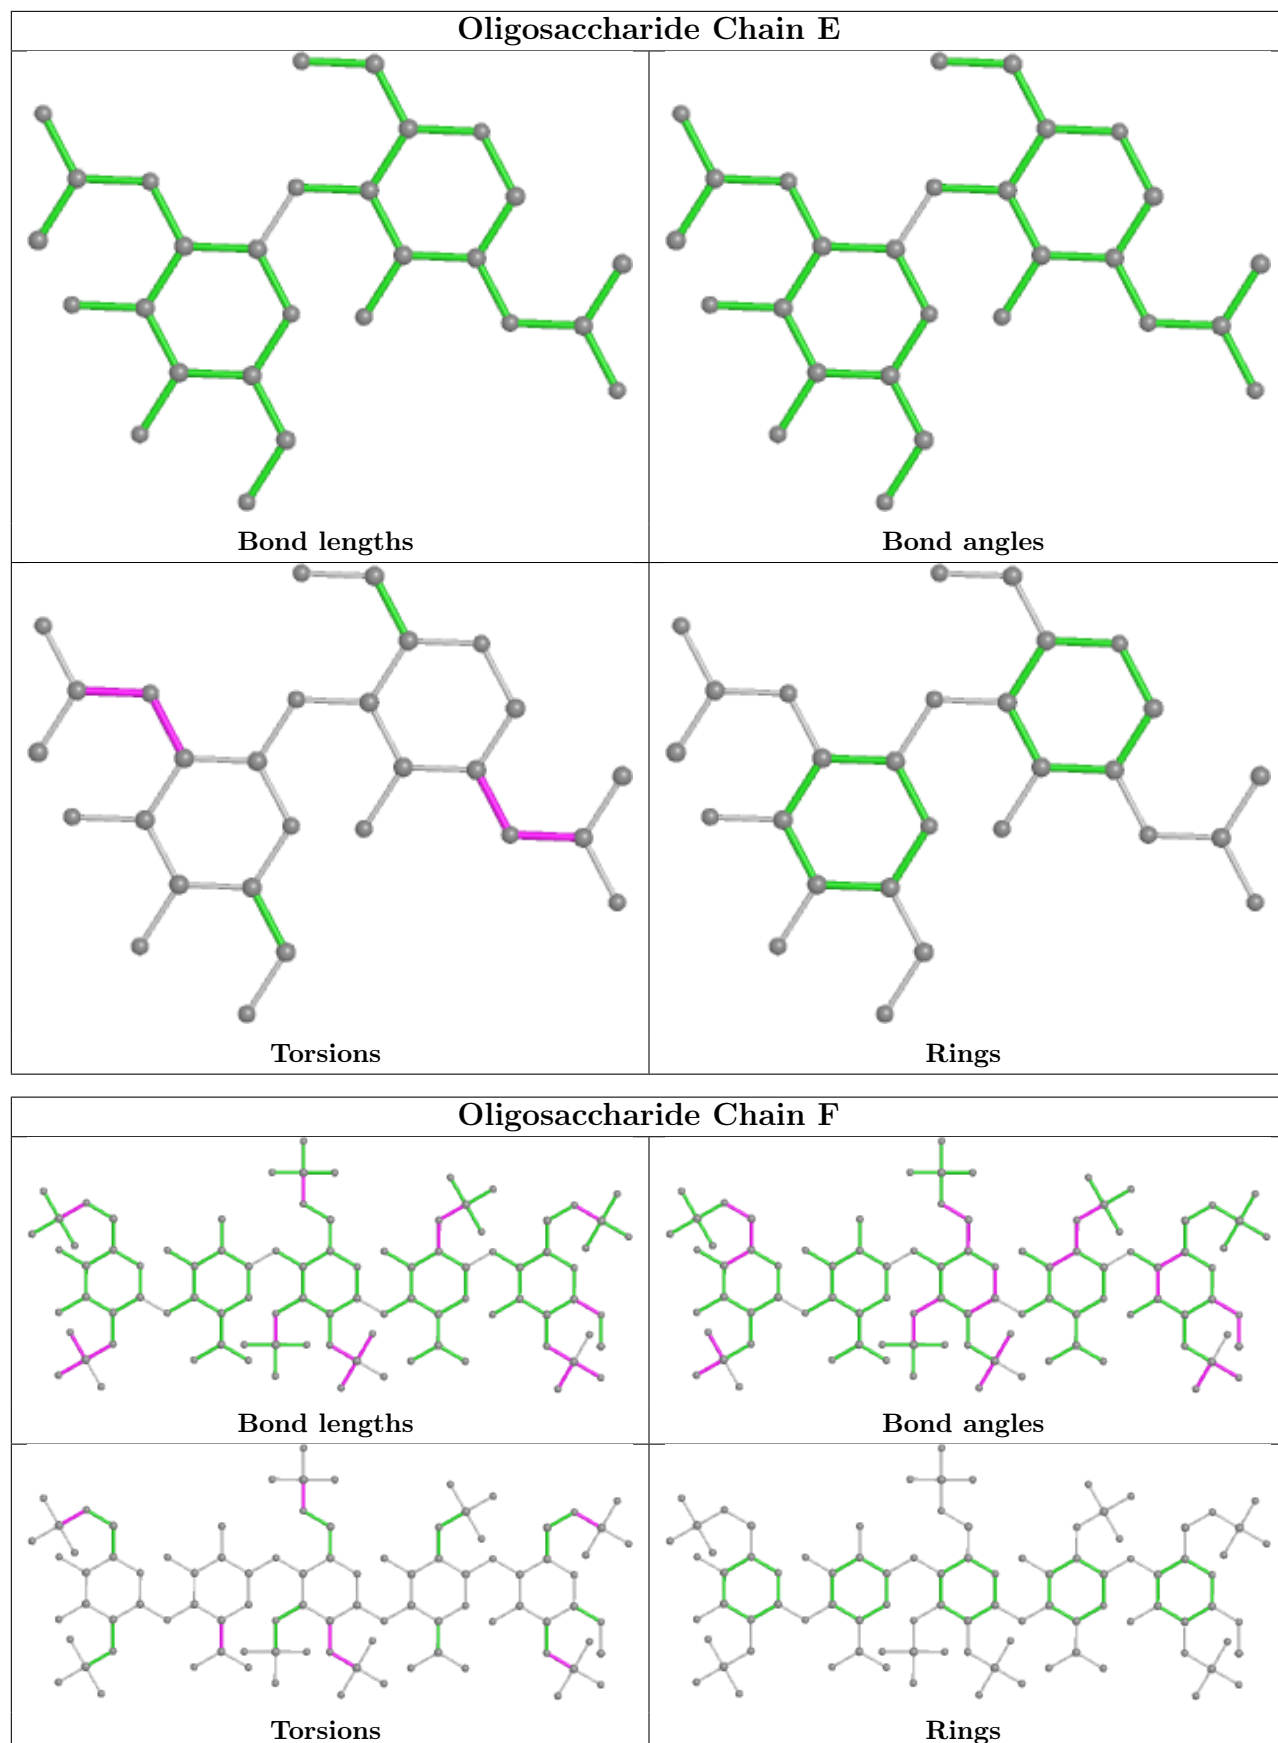 Oligosaccharide Chain E
Bond lengths
Bond angles
Torsions
Rings
Oligosaccharide Chain F
Bond lengths
Bond angles
Torsions
Rings